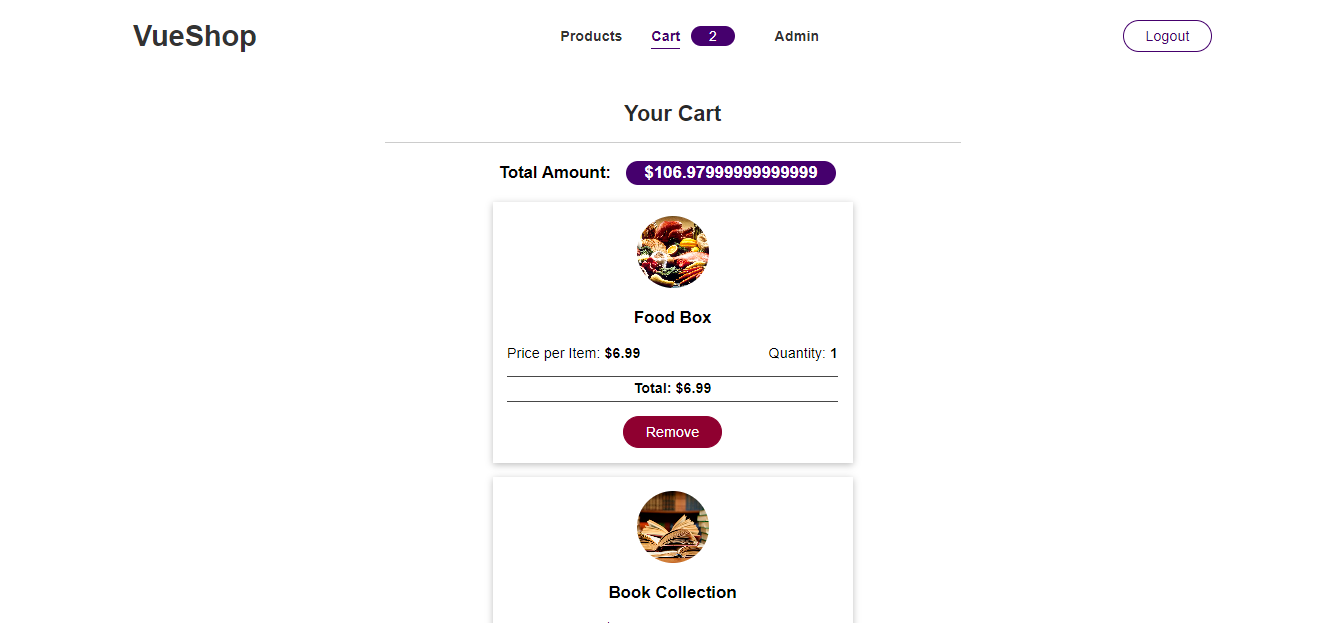 VueShop
Products Cart 2 Admin
Logout
Your Cart
Total Amount: $106.97999999999999
Food Box
Price per Item: $6.99 Quantity: 1
Total: $6.99
Remove
Book Collection